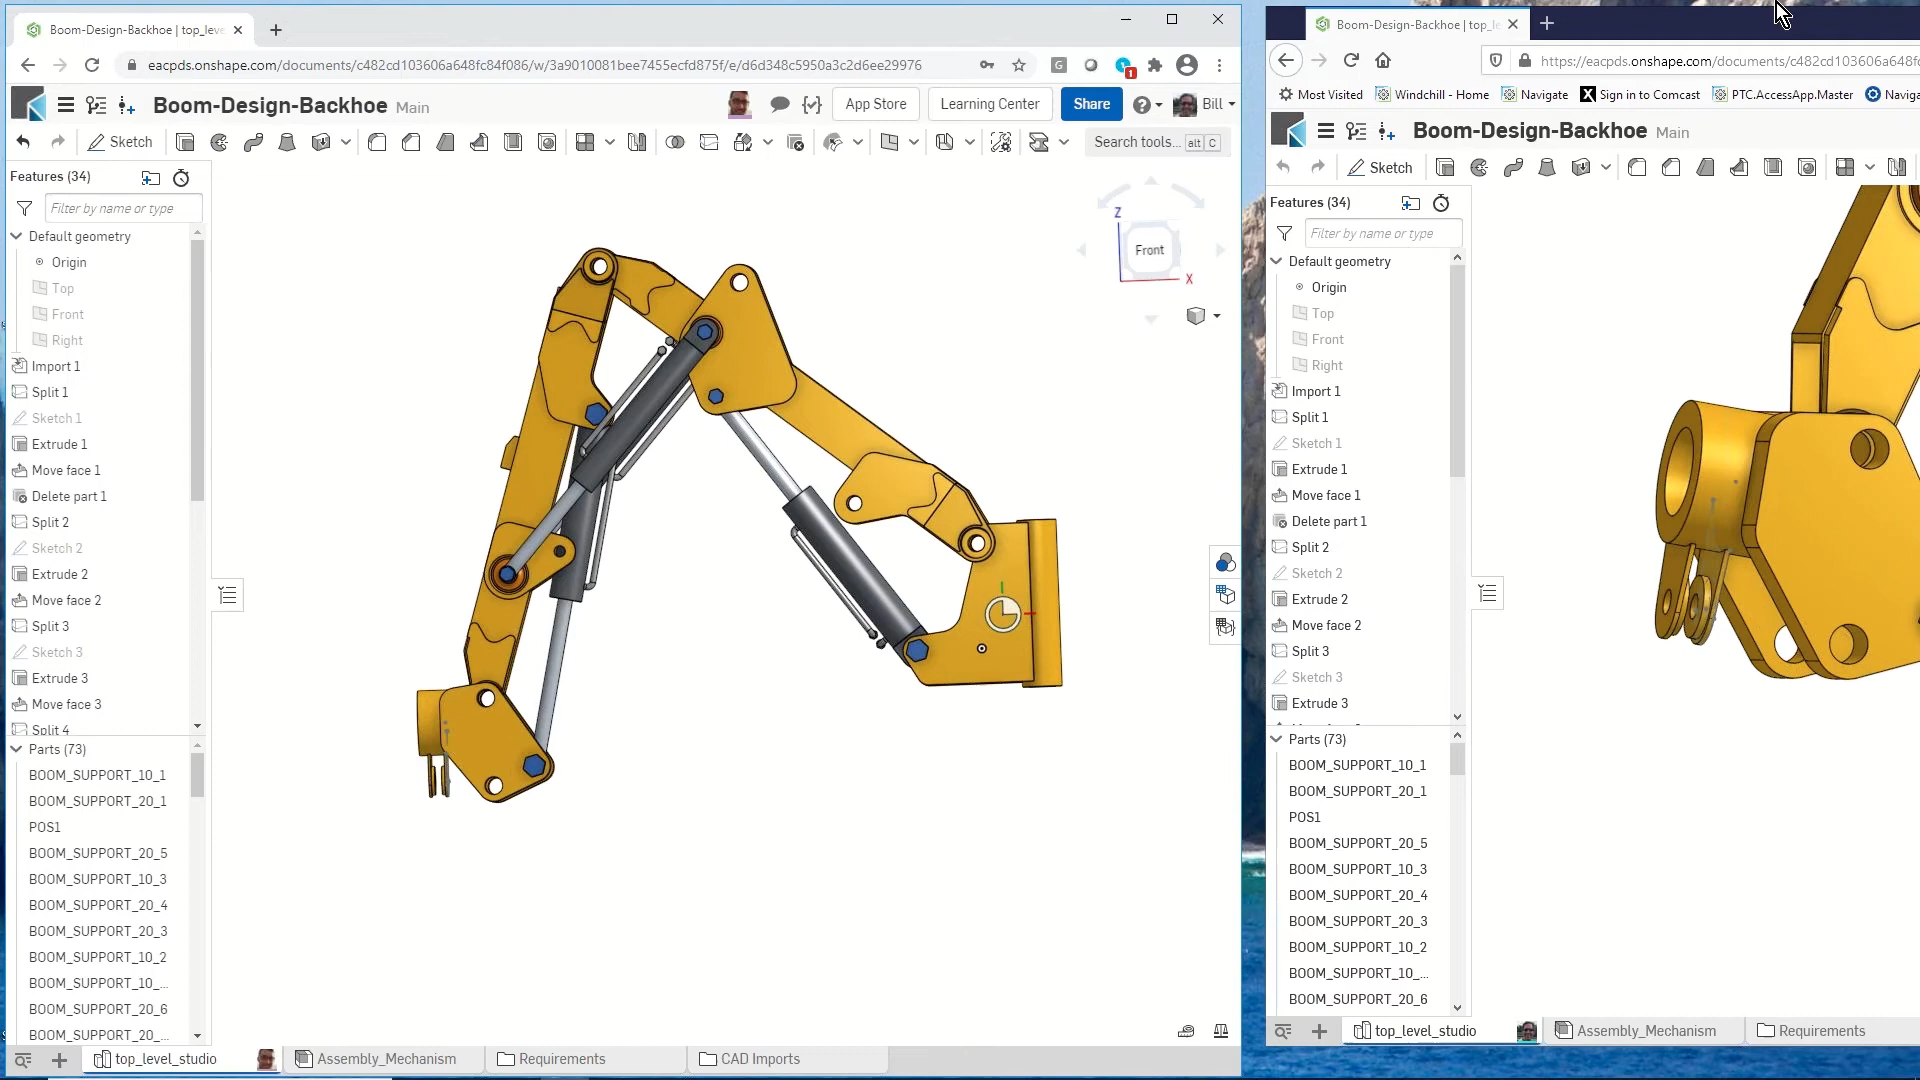 Boom-Design-Backhoe | top_leve
eacpds.onshape.com/documents/c482cd103606a648fc84f086/w/3a9010081bee7455ecfd875f/e/d6d348c5950a3c2d6ee29976
G
1
Boom-Design-Backhoe Main
App Store
Learning Center
Share
Bill
Sketch
Search tools... alt C
Features (34)
Filter by name or type
Default geometry
Origin
Top
Front
Right
Import 1
Split 1
Sketch 1
Extrude 1
Move face 1
Delete part 1
Split 2
Sketch 2
Extrude 2
Move face 2
Split 3
Sketch 3
Extrude 3
Move face 3
Split 4
Parts (73)
BOOM_SUPPORT_10_1
BOOM_SUPPORT_20_1
POS1
BOOM_SUPPORT_20_5
BOOM_SUPPORT_10_3
BOOM_SUPPORT_20_4
BOOM_SUPPORT_20_3
BOOM_SUPPORT_10_2
BOOM_SUPPORT_10_...
BOOM_SUPPORT_20_6
BOOM_SUPPORT_20_...
Z
Front
X
top_level_studio
Assembly_Mechanism
Requirements
CAD Imports
Boom-Design-Backhoe | top_le
https://eacpds.onshape.com/documents/c482cd103606a648f
Most Visited
Windchill - Home
Navigate
Sign in to Comcast
PTC.AccessApp.Master
Naviga
Boom-Design-Backhoe Main
Sketch
Features (34)
Filter by name or type
Default geometry
Origin
Top
Front
Right
Import 1
Split 1
Sketch 1
Extrude 1
Move face 1
Delete part 1
Split 2
Sketch 2
Extrude 2
Move face 2
Split 3
Sketch 3
Extrude 3
Parts (73)
BOOM_SUPPORT_10_1
BOOM_SUPPORT_20_1
POS1
BOOM_SUPPORT_20_5
BOOM_SUPPORT_10_3
BOOM_SUPPORT_20_4
BOOM_SUPPORT_20_3
BOOM_SUPPORT_10_2
BOOM_SUPPORT_10_...
BOOM_SUPPORT_20_6
top_level_studio
Assembly_Mechanism
Requirements